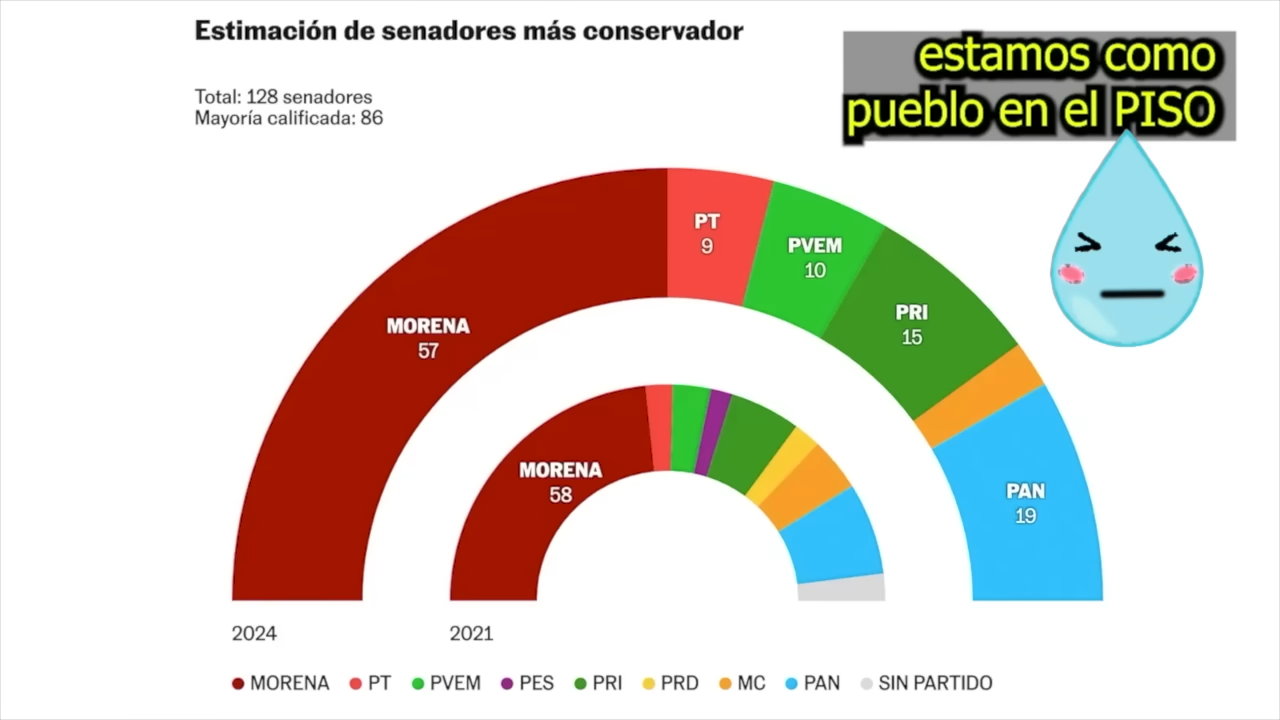 Estimación de senadores más conservador
Total: 128 senadores
Mayoría calificada: 86
estamos como
pueblo en el PISO
PT
9
PVEM
10
PRI
15
MORENA
57
PAN
19
MORENA
58
2024
2021
MORENA
PT
PVEM
PES
PRI
PRD
MC
PAN
SIN PARTIDO